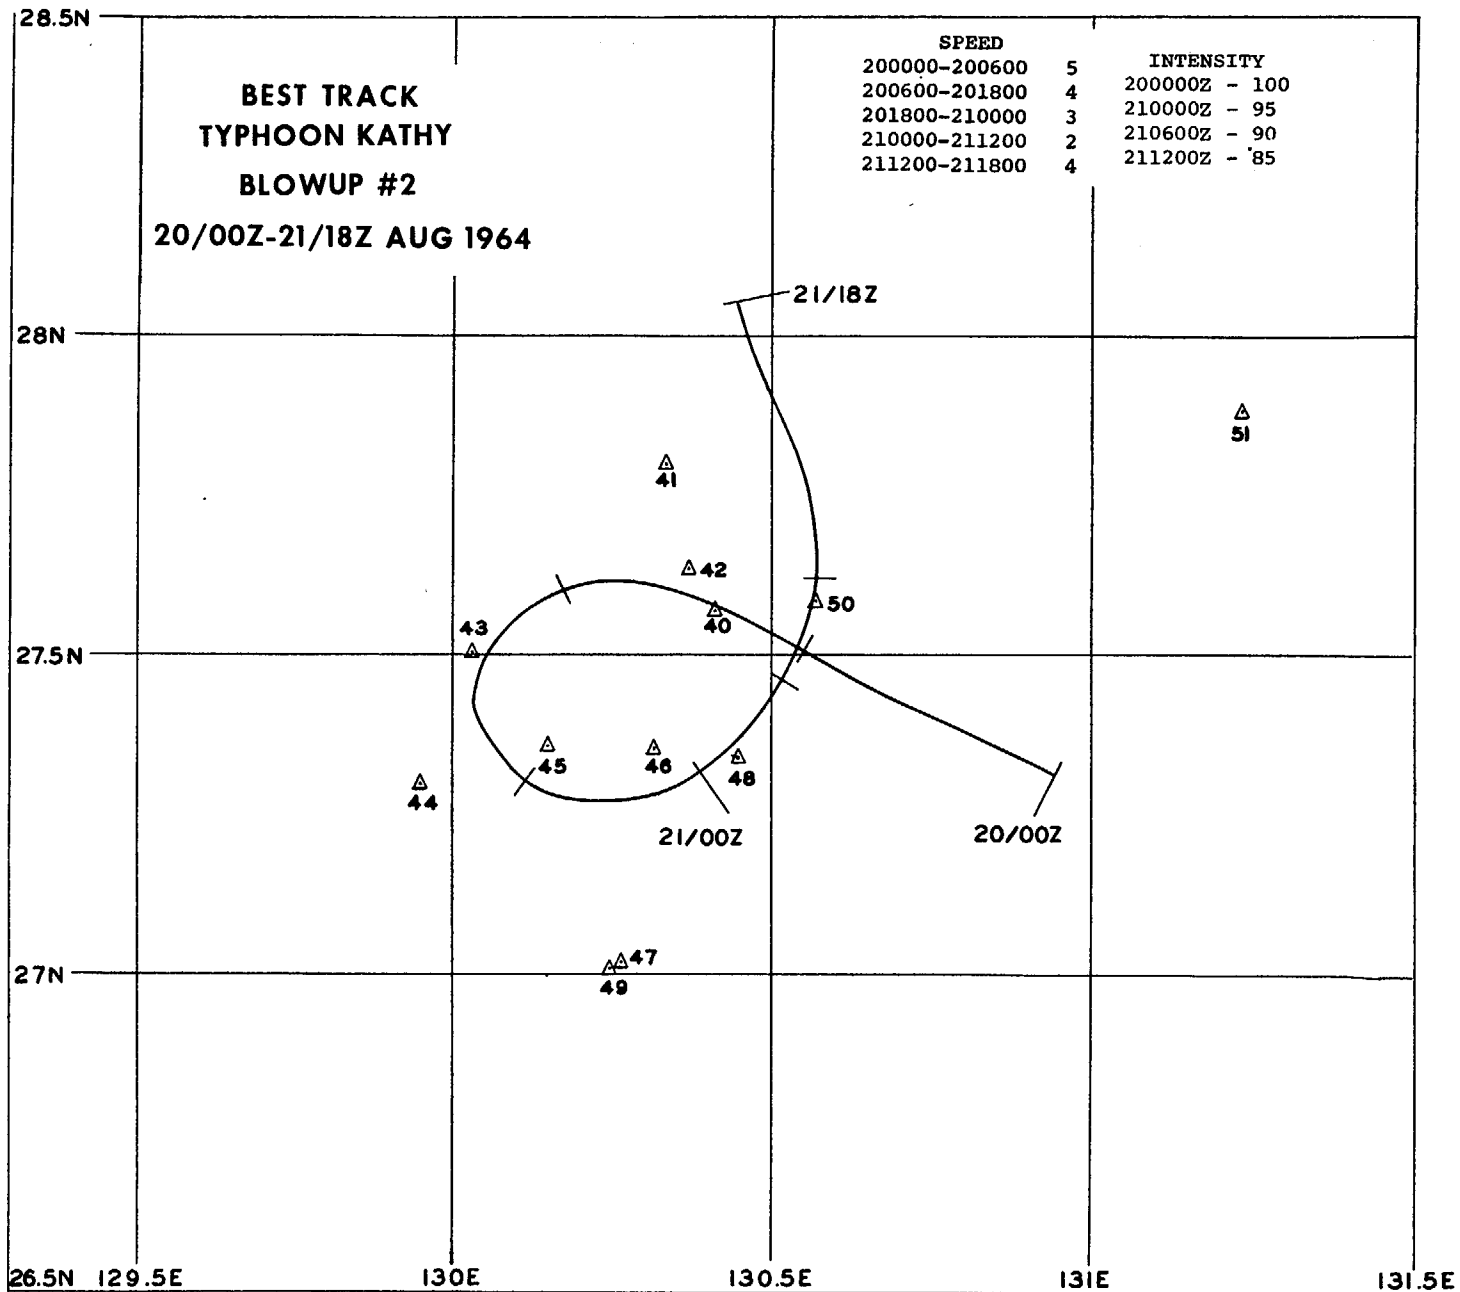 28.5N
BEST TRACK
TYPHOON KATHY
BLOWUP #2
20/00Z-21/18Z AUG 1964
SPEED
200000-200600 5
200600-201800 4
201800-210000 3
210000-211200 2
211200-211800 4
INTENSITY
200000Z - 100
210000Z - 95
210600Z - 90
211200Z - 85
21/18Z
28N
51
41
42
50
40
43
27.5N
45
46
48
44
21/00Z
20/00Z
47
27N
49
26.5N 129.5E 130E 130.5E 131E 131.5E